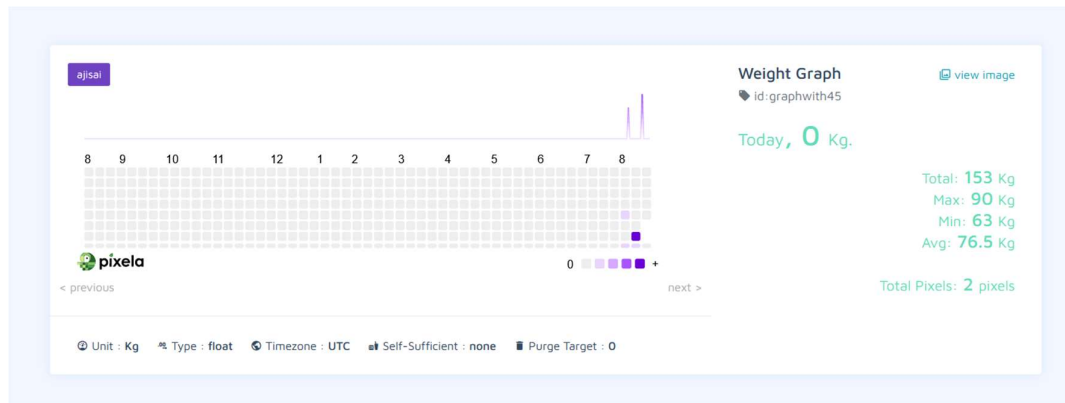 ajisai
8 9 10 11 12 1 2 3 4 5 6 7 8
pixela
0 +
< previous next >
Unit : Kg Type : float Timezone : UTC Self-Sufficient : none Purge Target : 0
Weight Graph view image
id:graphwith45
Today, 0 Kg.
Total: 153 Kg
Max: 90 Kg
Min: 63 Kg
Avg: 76.5 Kg
Total Pixels: 2 pixels